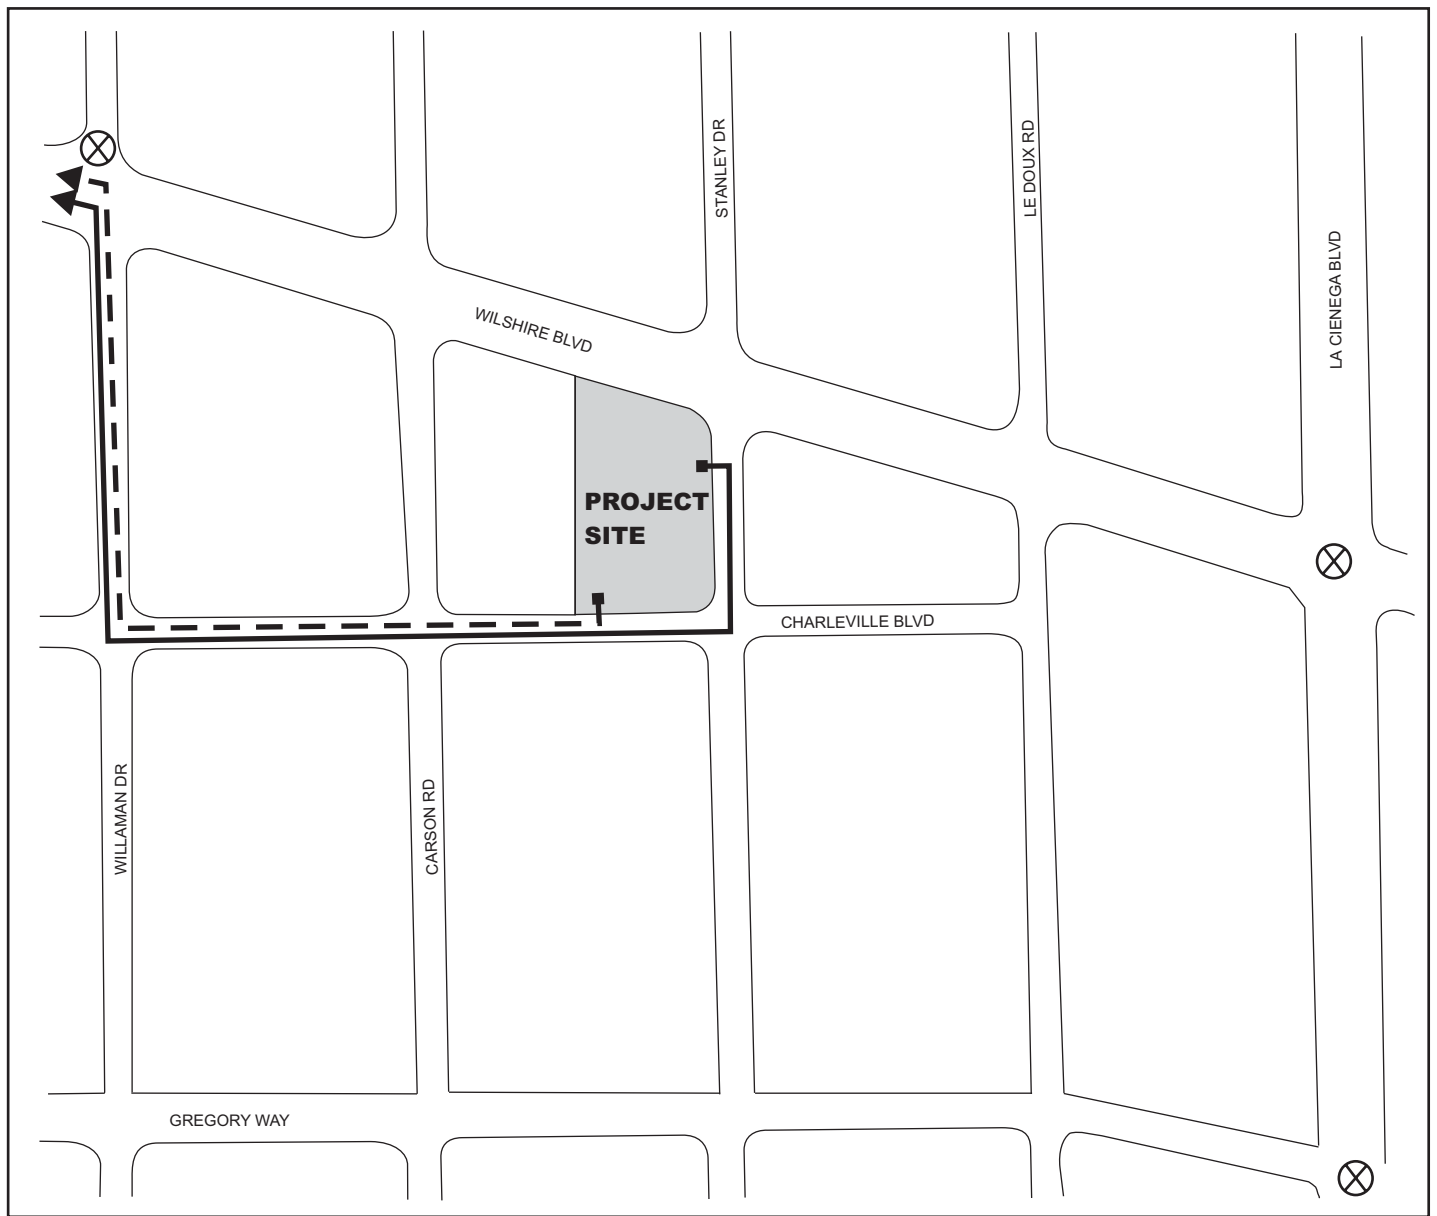 STANLEY DR
LE DOUX RD
LA CIENEGA BLVD
WILSHIRE BLVD
PROJECT
SITE
CHARLEVILLE BLVD
WILLAMAN DR
CARSON RD
GREGORY WAY